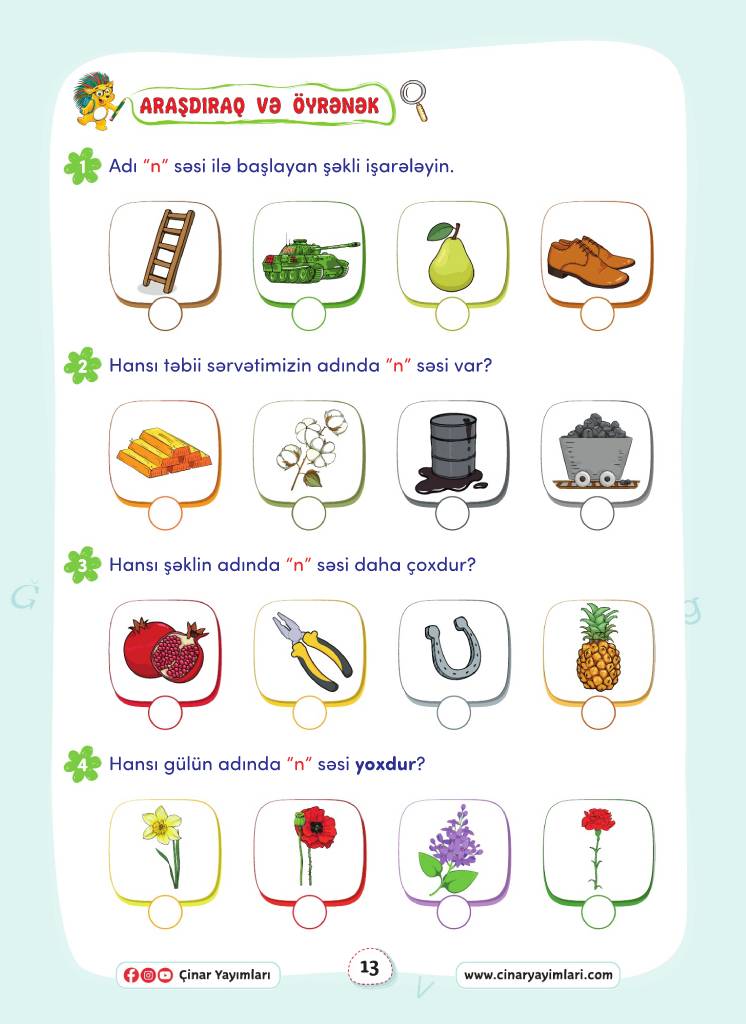 ARAŞDIRAQ VƏ ÖYRƏNƏK
1 Adı “n” səsi ilə başlayan şəkli işarələyin.
2 Hansı təbii sərvətimizin adında “n” səsi var?
3 Hansı şəklin adında “n” səsi daha çoxdur?
Ğ
ğ
4 Hansı gülün adında “n” səsi yoxdur?
Çinar Yayımları
13
www.cinaryayimlari.com
v